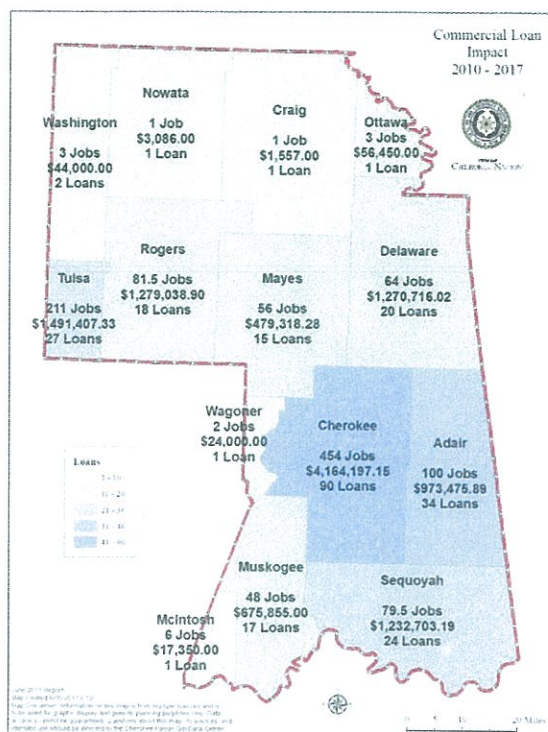 Commercial Loan
Impact
2010 - 2017
CHEROKEE NATION
Nowata
1 Job
$3,086.00
1 Loan
Craig
1 Job
$1,557.00
1 Loan
Washington
3 Jobs
$44,000.00
2 Loans
Ottawa
3 Jobs
$56,450.00
1 Loan
Rogers
81.5 Jobs
$1,279,038.90
18 Loans
Delaware
64 Jobs
$1,270,716.02
20 Loans
Tulsa
211 Jobs
$1,491,407.33
27 Loans
Mayes
56 Jobs
$479,318.28
15 Loans
Wagoner
2 Jobs
$24,000.00
1 Loan
Cherokee
454 Jobs
$4,164,197.15
90 Loans
Adair
100 Jobs
$973,475.89
34 Loans
Loans
Muskogee
48 Jobs
$675,855.00
17 Loans
Sequoyah
79.5 Jobs
$1,232,703.19
24 Loans
McIntosh
6 Jobs
$17,350.00
1 Loan
0 5 10 20 Miles